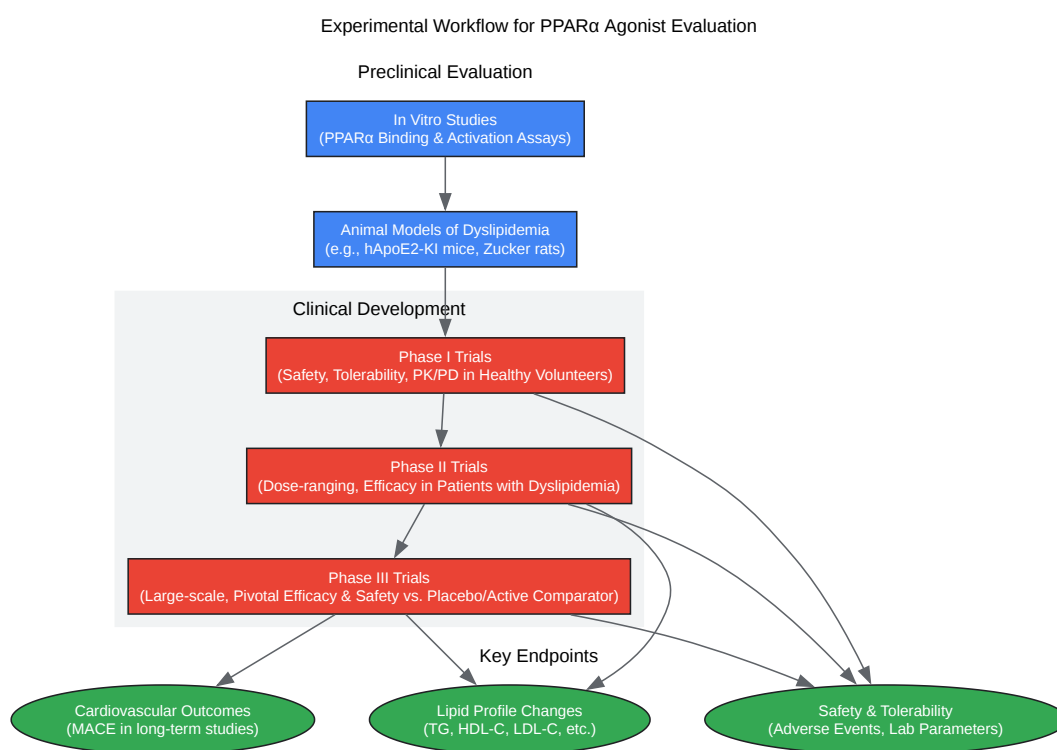 Experimental Workflow for PPARα Agonist Evaluation
Preclinical Evaluation
In Vitro Studies
(PPARα Binding & Activation Assays)
Animal Models of Dyslipidemia
(e.g., hApoE2-KI mice, Zucker rats)
Clinical Development
Phase I Trials
(Safety, Tolerability, PK/PD in Healthy Volunteers)
Phase II Trials
(Dose-ranging, Efficacy in Patients with Dyslipidemia)
Phase III Trials
(Large-scale, Pivotal Efficacy & Safety vs. Placebo/Active Comparator)
Key Endpoints
Cardiovascular Outcomes
(MACE in long-term studies)
Lipid Profile Changes
(TG, HDL-C, LDL-C, etc.)
Safety & Tolerability
(Adverse Events, Lab Parameters)